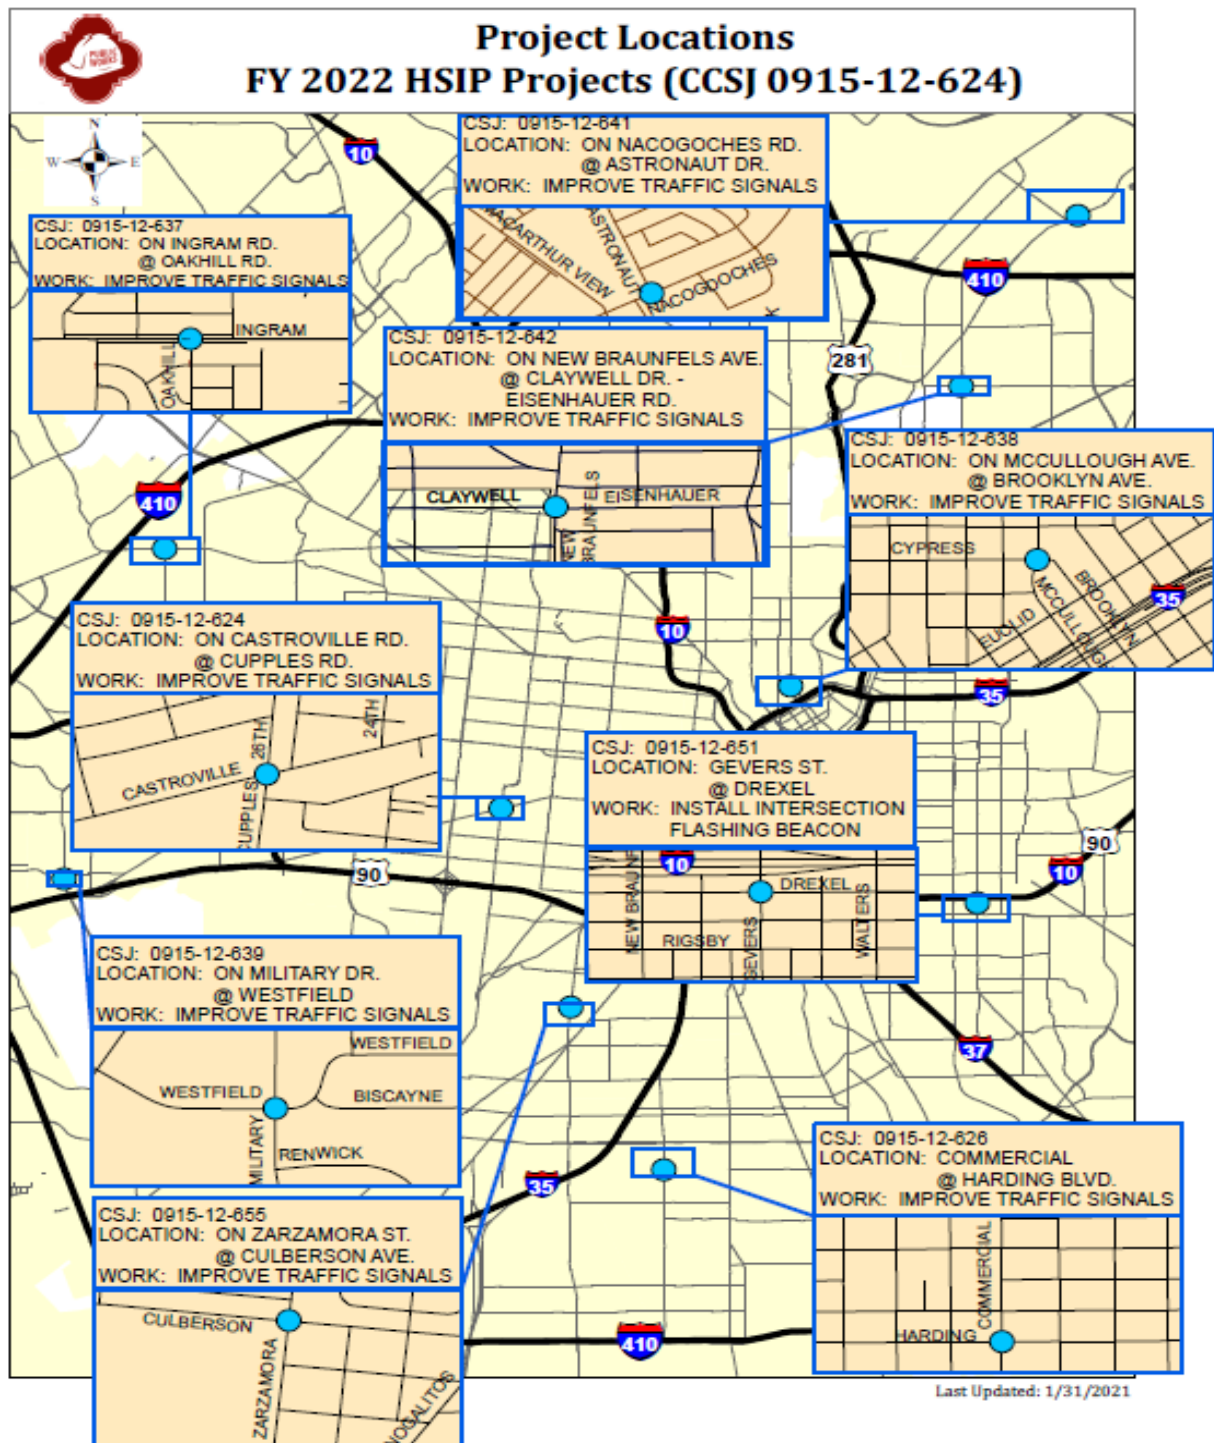 Project Locations
FY 2022 HSIP Projects (CCSJ 0915-12-624)
PUBLIC
WORKS
N
W E
S
10
CSJ: 0915-12-641
LOCATION: ON NACOGOCHES RD.
@ ASTRONAUT DR.
WORK: IMPROVE TRAFFIC SIGNALS
MACARTHUR VIEW
ASTRONAUT
NACOGDOCHES
410
281
CSJ: 0915-12-637
LOCATION: ON INGRAM RD.
@ OAKHILL RD.
WORK: IMPROVE TRAFFIC SIGNALS
INGRAM
OAKHILL
CSJ: 0915-12-642
LOCATION: ON NEW BRAUNFELS AVE.
@ CLAYWELL DR. -
EISENHAUER RD.
WORK: IMPROVE TRAFFIC SIGNALS
CLAYWELL
EISENHAUER
NEW
BRAUNFELS
410
CSJ: 0915-12-638
LOCATION: ON MCCULLOUGH AVE.
@ BROOKLYN AVE.
WORK: IMPROVE TRAFFIC SIGNALS
CYPRESS
BROOKLYN
MCCULLOUGH
EUCLID
35
10
35
CSJ: 0915-12-624
LOCATION: ON CASTROVILLE RD.
@ CUPPLES RD.
WORK: IMPROVE TRAFFIC SIGNALS
26TH
24TH
CASTROVILLE
CUPPLES
CSJ: 0915-12-651
LOCATION: GEVERS ST.
@ DREXEL
WORK: INSTALL INTERSECTION
FLASHING BEACON
10
DREXEL
NEW BRAUNF
RIGSBY
GEVERS
WALTERS
90
10
90
CSJ: 0915-12-639
LOCATION: ON MILITARY DR.
@ WESTFIELD
WORK: IMPROVE TRAFFIC SIGNALS
WESTFIELD
WESTFIELD
BISCAYNE
MILITARY
RENWICK
37
35
CSJ: 0915-12-626
LOCATION: COMMERCIAL
@ HARDING BLVD.
WORK: IMPROVE TRAFFIC SIGNALS
COMMERCIAL
HARDING
CSJ: 0915-12-655
LOCATION: ON ZARZAMORA ST.
@ CULBERSON AVE.
WORK: IMPROVE TRAFFIC SIGNALS
CULBERSON
ZARZAMORA
NOGALITOS
410
Last Updated: 1/31/2021